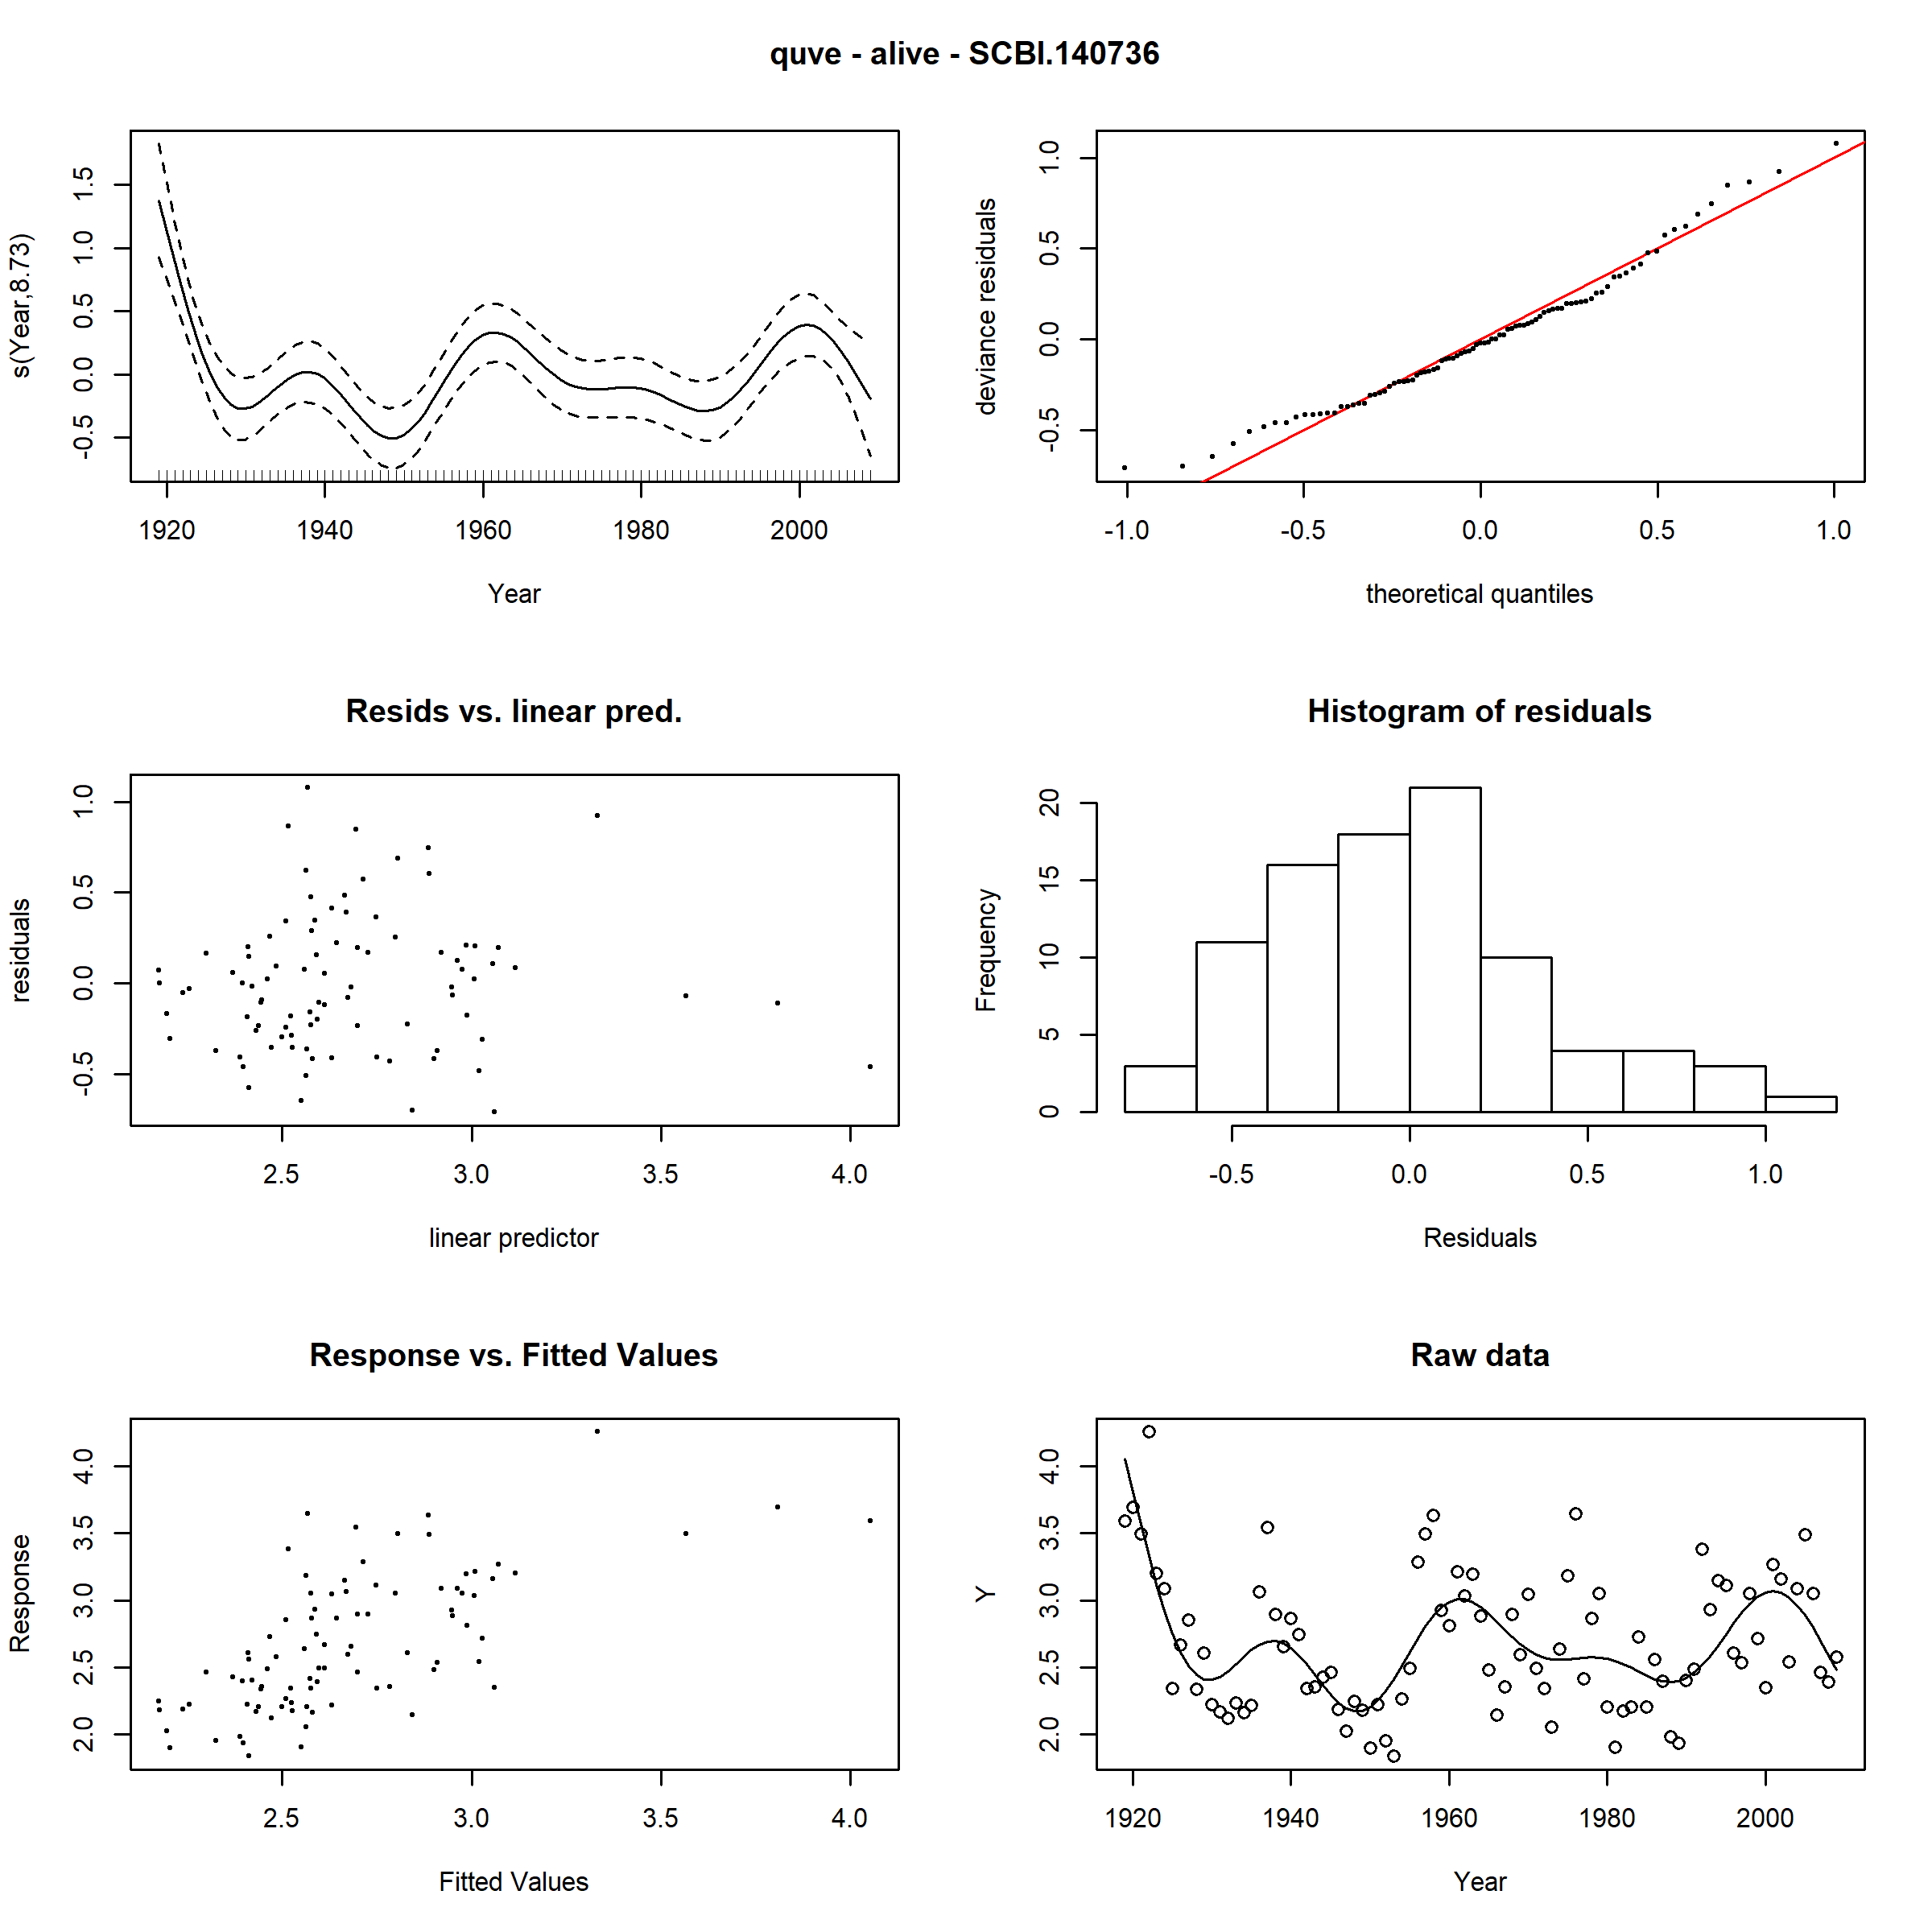 quve - alive - SCBI.140736
s(Year,8.73)
-0.5 0.0 0.5 1.0 1.5
1920 1940 1960 1980 2000
Year
deviance residuals
-0.5 0.0 0.5 1.0
-1.0 -0.5 0.0 0.5 1.0
theoretical quantiles
Resids vs. linear pred.
residuals
-0.5 0.0 0.5 1.0
2.5 3.0 3.5 4.0
linear predictor
Histogram of residuals
Frequency
0 5 10 15 20
-0.5 0.0 0.5 1.0
Residuals
Response vs. Fitted Values
Response
2.0 2.5 3.0 3.5 4.0
2.5 3.0 3.5 4.0
Fitted Values
Raw data
Y
2.0 2.5 3.0 3.5 4.0
1920 1940 1960 1980 2000
Year